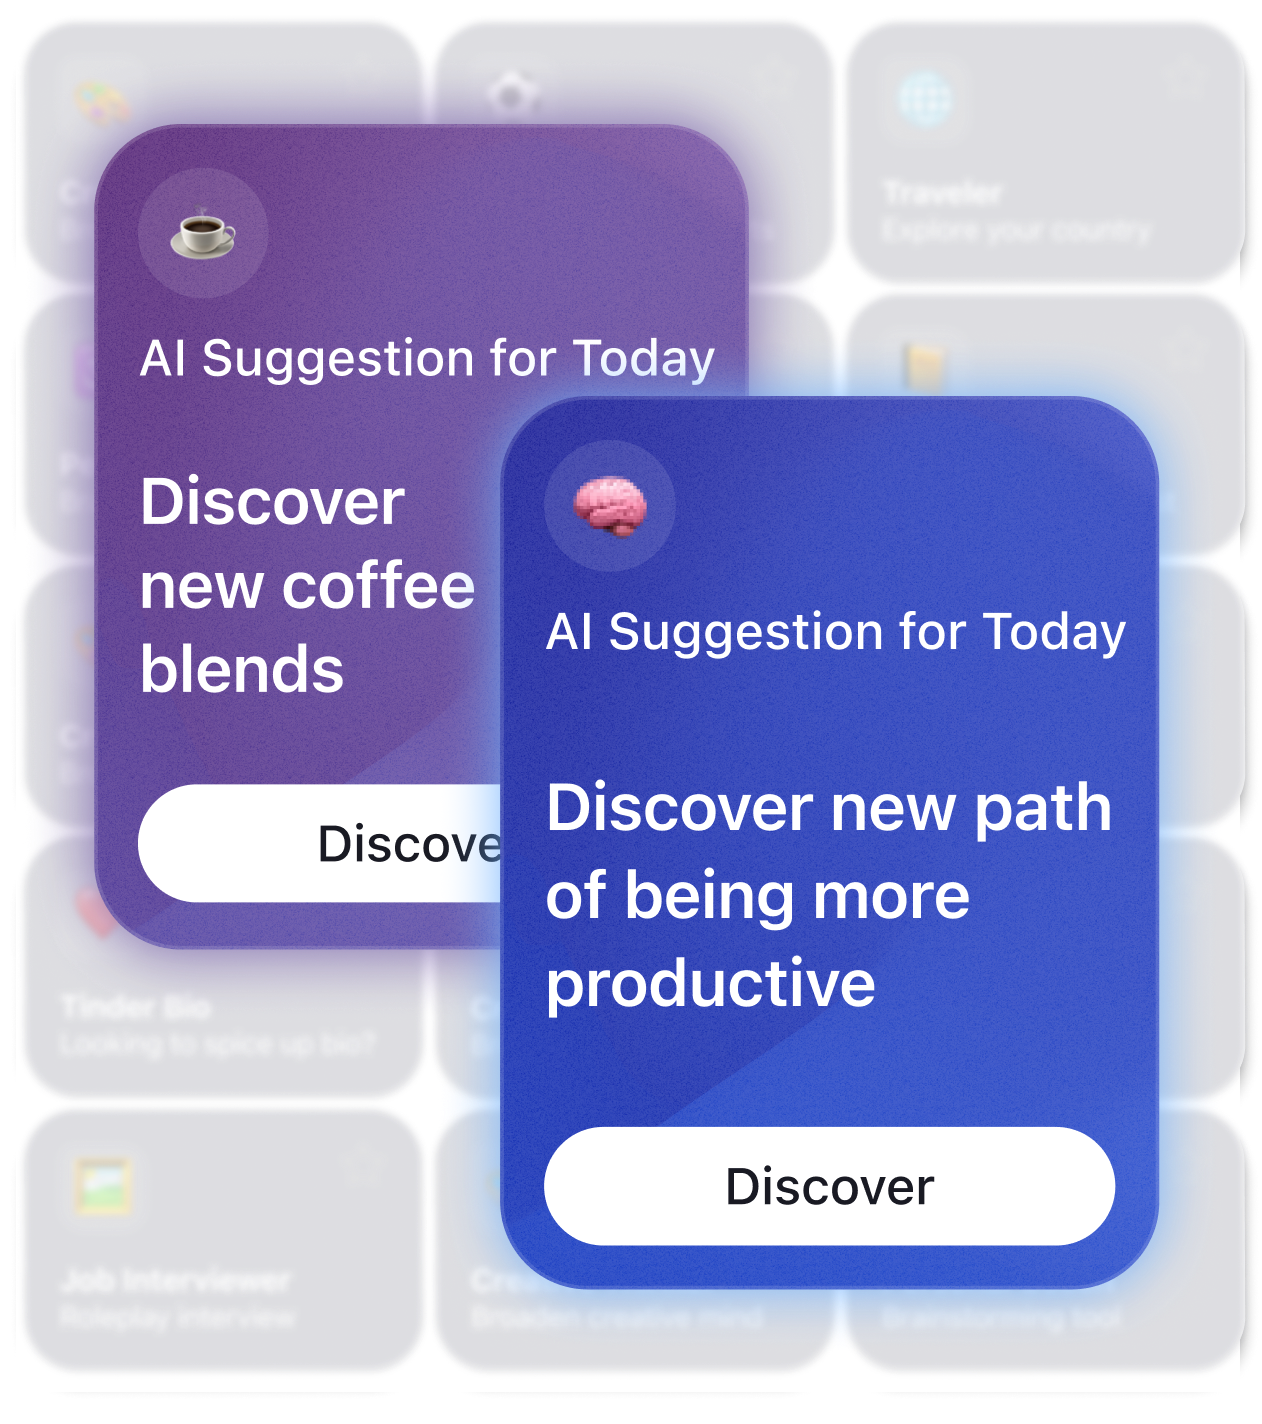 Traveler
Explore your country
AI Suggestion for Today
Discover
new coffee
blends
Discove
AI Suggestion for Today
Discover new path
of being more
productive
Discover
Tinder Bio
Looking to spice up bio?
Job Interviewer
Roleplay interview
Broaden creative mind
Brainstorming tool